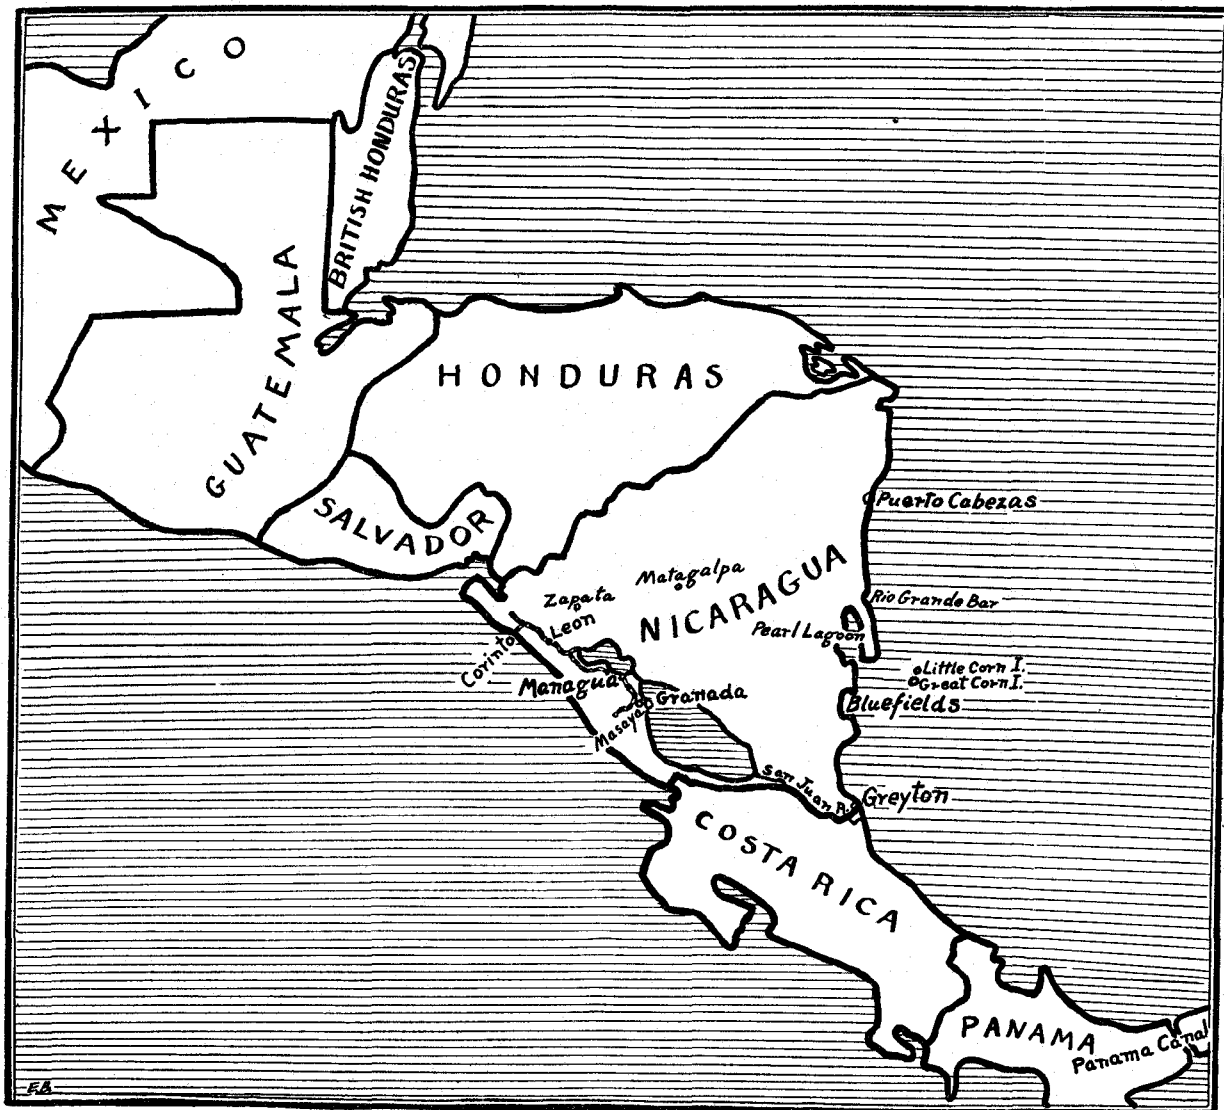 MEXICO
BRITISH HONDURAS
GUATEMALA
HONDURAS
SALVADOR
Puerto Cabezas
Matagalpa
NICARAGUA
Zapata
Leon
Rio Grande Bar
Pearl Lagoon
Corinto
Little Corn I.
Great Corn I.
Managua
Granada
Bluefields
Masaya
San Juan R.
Greyton
COSTA RICA
PANAMA
Panama Canal
E.B.